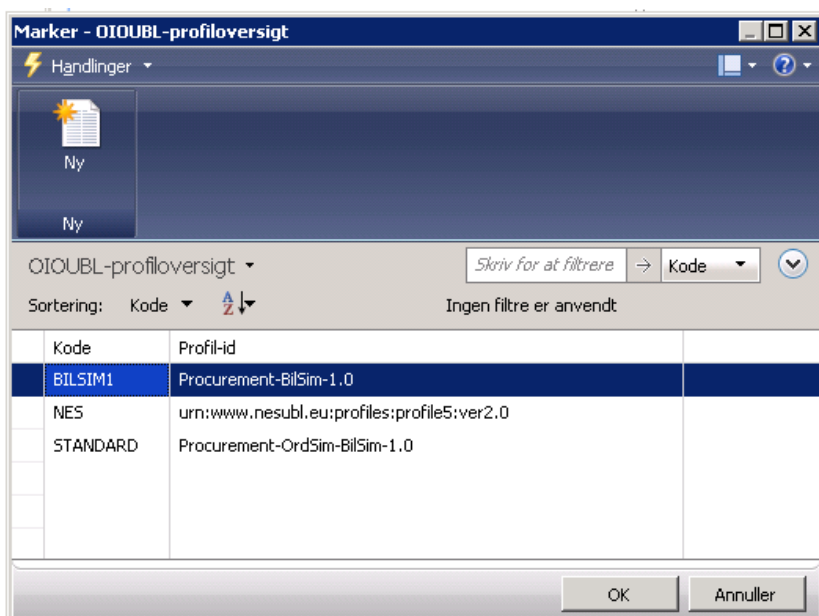 Marker - OIOUBL-profiloversigt
Handlinger
Ny
Ny
OIOUBL-profiloversigt
Skriv for at filtrere
Kode
Sortering: Kode
Ingen filtre er anvendt
Kode Profil-id
BILSIM1 Procurement-BilSim-1.0
NES urn:www.nesubl.eu:profiles:profile5:ver2.0
STANDARD Procurement-OrdSim-BilSim-1.0
OK Annuller